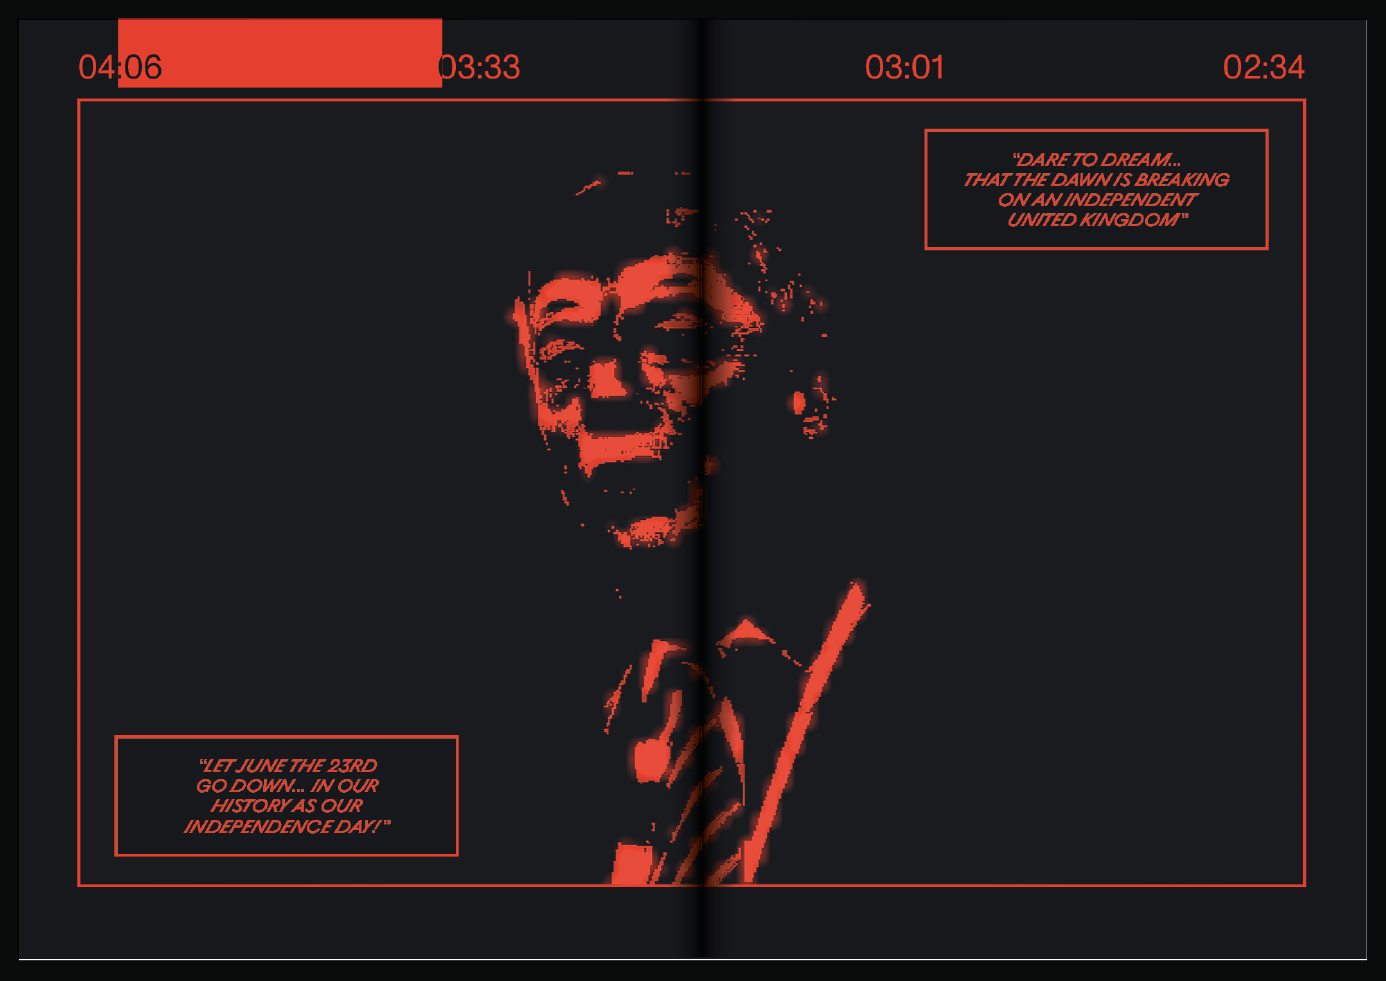 04:06
03:33
03:01
02:34
“DARE TO DREAM...
THAT THE DAWN IS BREAKING
ON AN INDEPENDENT
UNITED KINGDOM”
“LET JUNE THE 23RD
GO DOWN... IN OUR
HISTORY AS OUR
INDEPENDENCE DAY!”